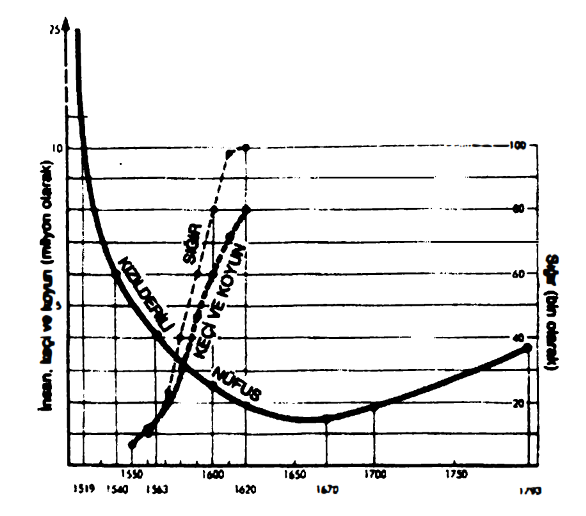 25
10
5
İnsan, keçi ve koyun (milyon olarak)
100
80
60
40
20
Sığır (bin olarak)
KIZILDERİLİ
NÜFUS
SIĞIR
KEÇİ VE KOYUN
1550 1600 1650 1700 1750
1519 1540 1563 1620 1670 1793